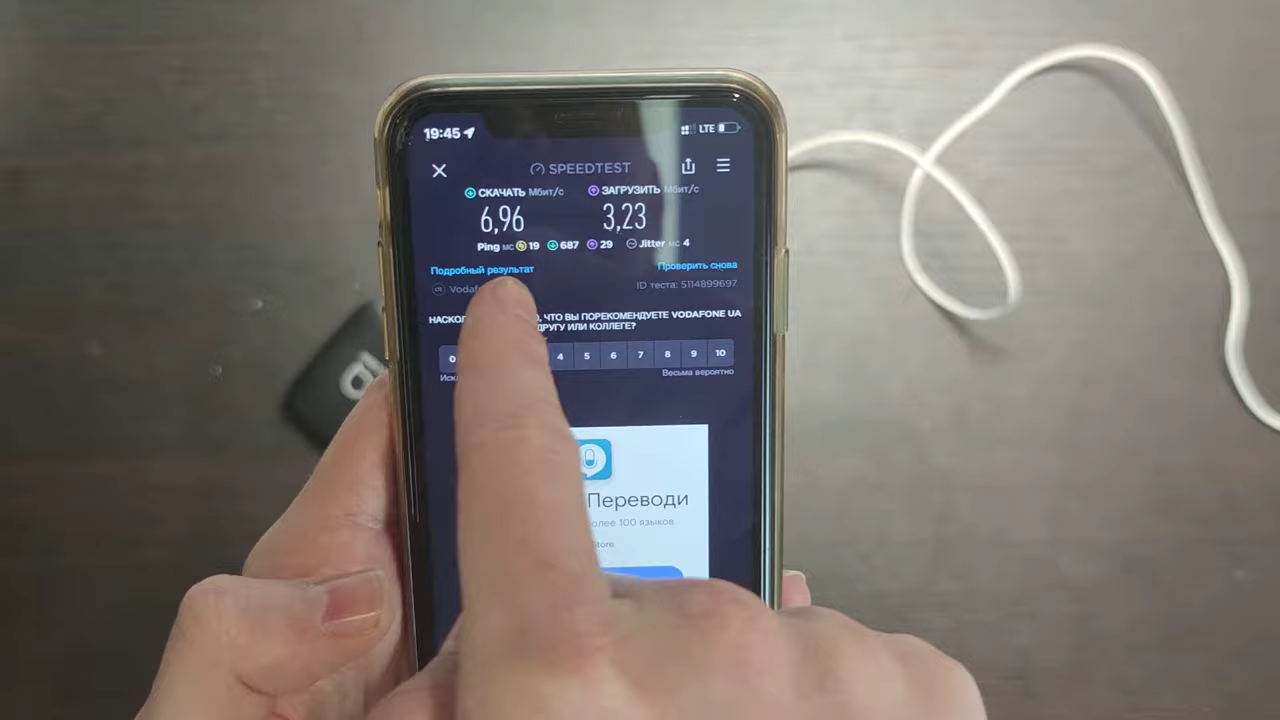 19:45 LTE
SPEEDTEST
СКАЧАТЬ Мбит/с ЗАГРУЗИТЬ Мбит/с
6,96 3,23
Ping мс 19 687 29 Jitter мс 4
Подробный результат Проверить снова
ID теста: 5114899697
ЧТО ВЫ ПОРЕКОМЕНДУЕТЕ VODAFONE UA
ДРУГУ ИЛИ КОЛЛЕГЕ?
0 4 5 6 7 8 9 10
Весьма вероятно
Переводи
100 языков.
Store